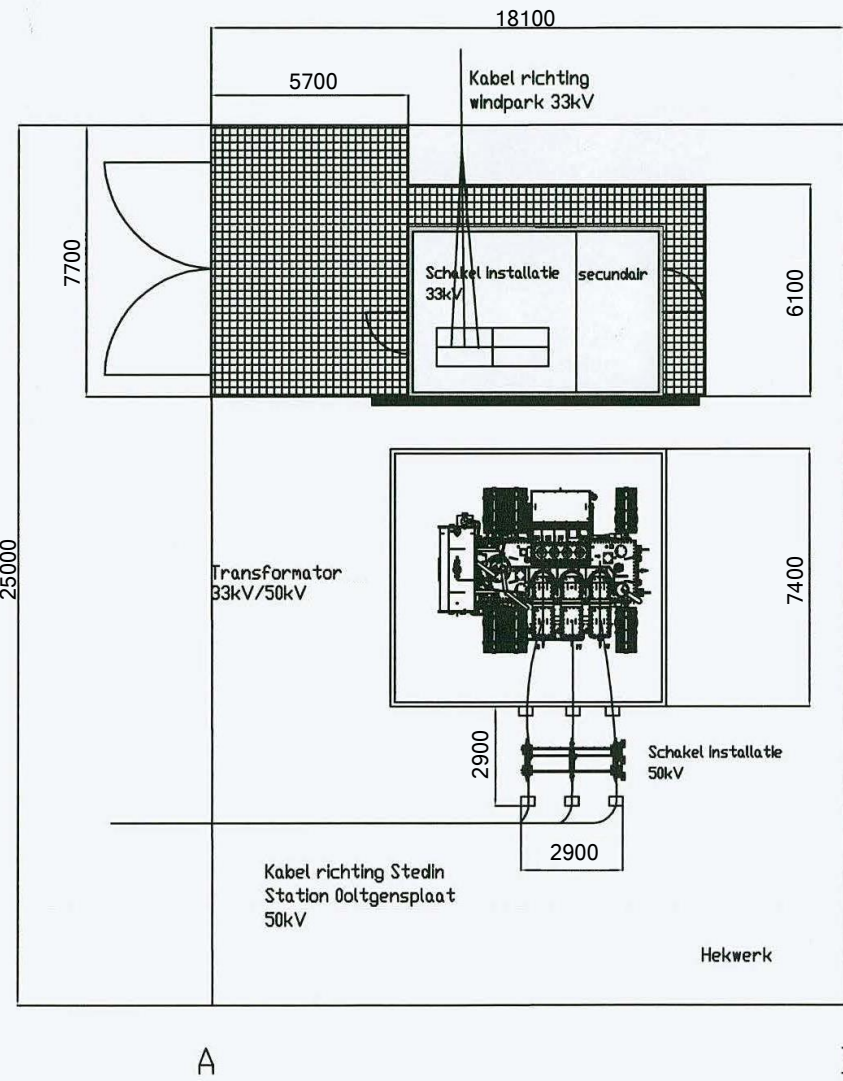 18100
5700
Kabel richting
windpark 33kV
7700
Schakel installatie
33kV
secundair
6100
25000
Transformator
33kV/50kV
7400
2900
Schakel installatie
50kV
2900
Kabel richting Stedin
Station Ooltgensplaat
50kV
Hekwerk
A